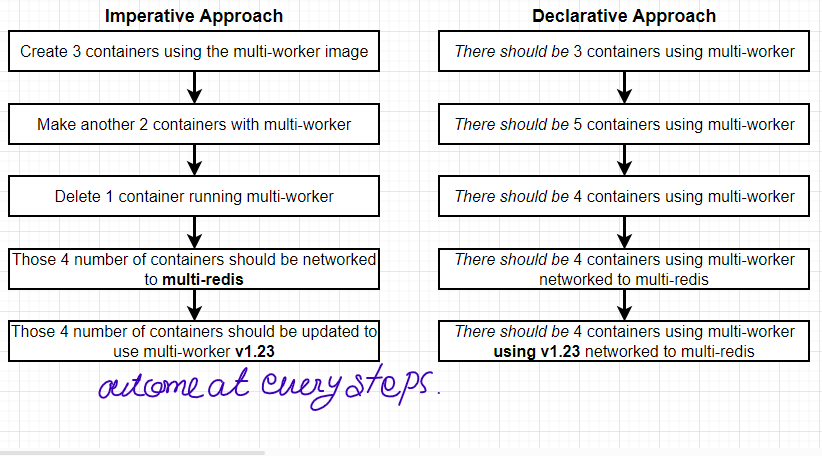 Imperative Approach
Create 3 containers using the multi-worker image
Make another 2 containers with multi-worker
Delete 1 container running multi-worker
Those 4 number of containers should be networked
to multi-redis
Those 4 number of containers should be updated to
use multi-worker v1.23
outcome at every steps.
Declarative Approach
There should be 3 containers using multi-worker
There should be 5 containers using multi-worker
There should be 4 containers using multi-worker
There should be 4 containers using multi-worker
networked to multi-redis
There should be 4 containers using multi-worker
using v1.23 networked to multi-redis